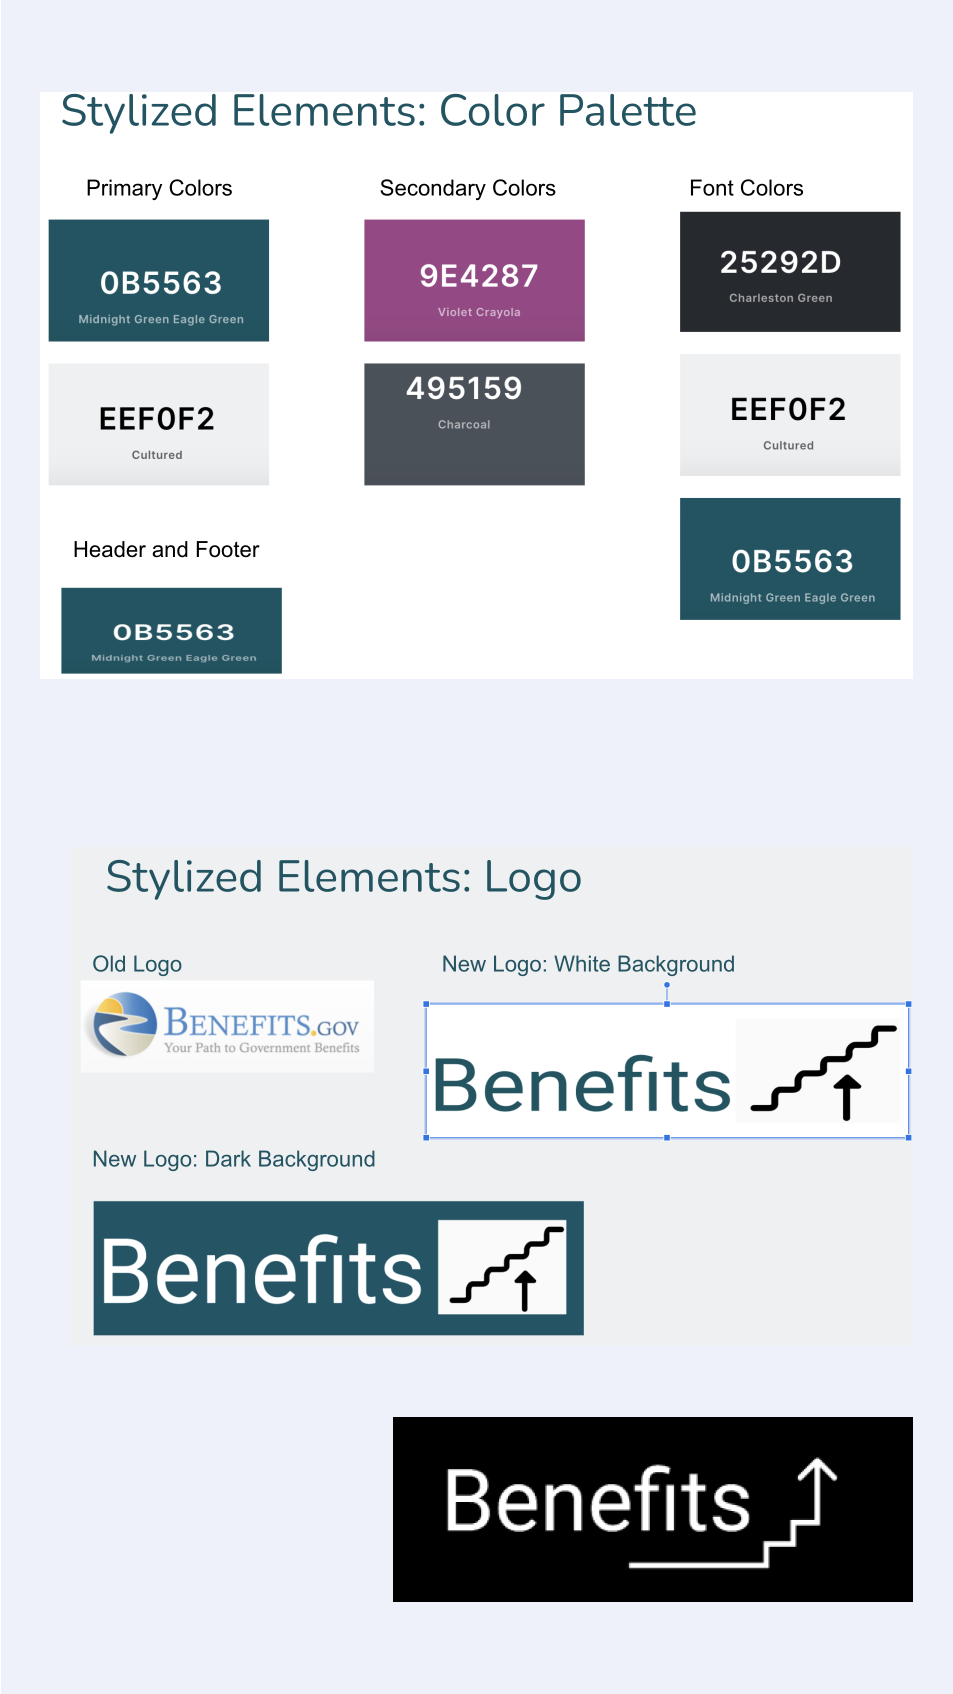 Stylized Elements: Color Palette
Primary Colors
Secondary Colors
Font Colors
0B5563
Midnight Green Eagle Green
9E4287
Violet Crayola
25292D
Charleston Green
EEF0F2
Cultured
495159
Charcoal
EEF0F2
Cultured
Header and Footer
0B5563
Midnight Green Eagle Green
0B5563
Midnight Green Eagle Green
Stylized Elements: Logo
Old Logo
New Logo: White Background
BENEFITS.GOV
Your Path to Government Benefits
Benefits
New Logo: Dark Background
Benefits
Benefits